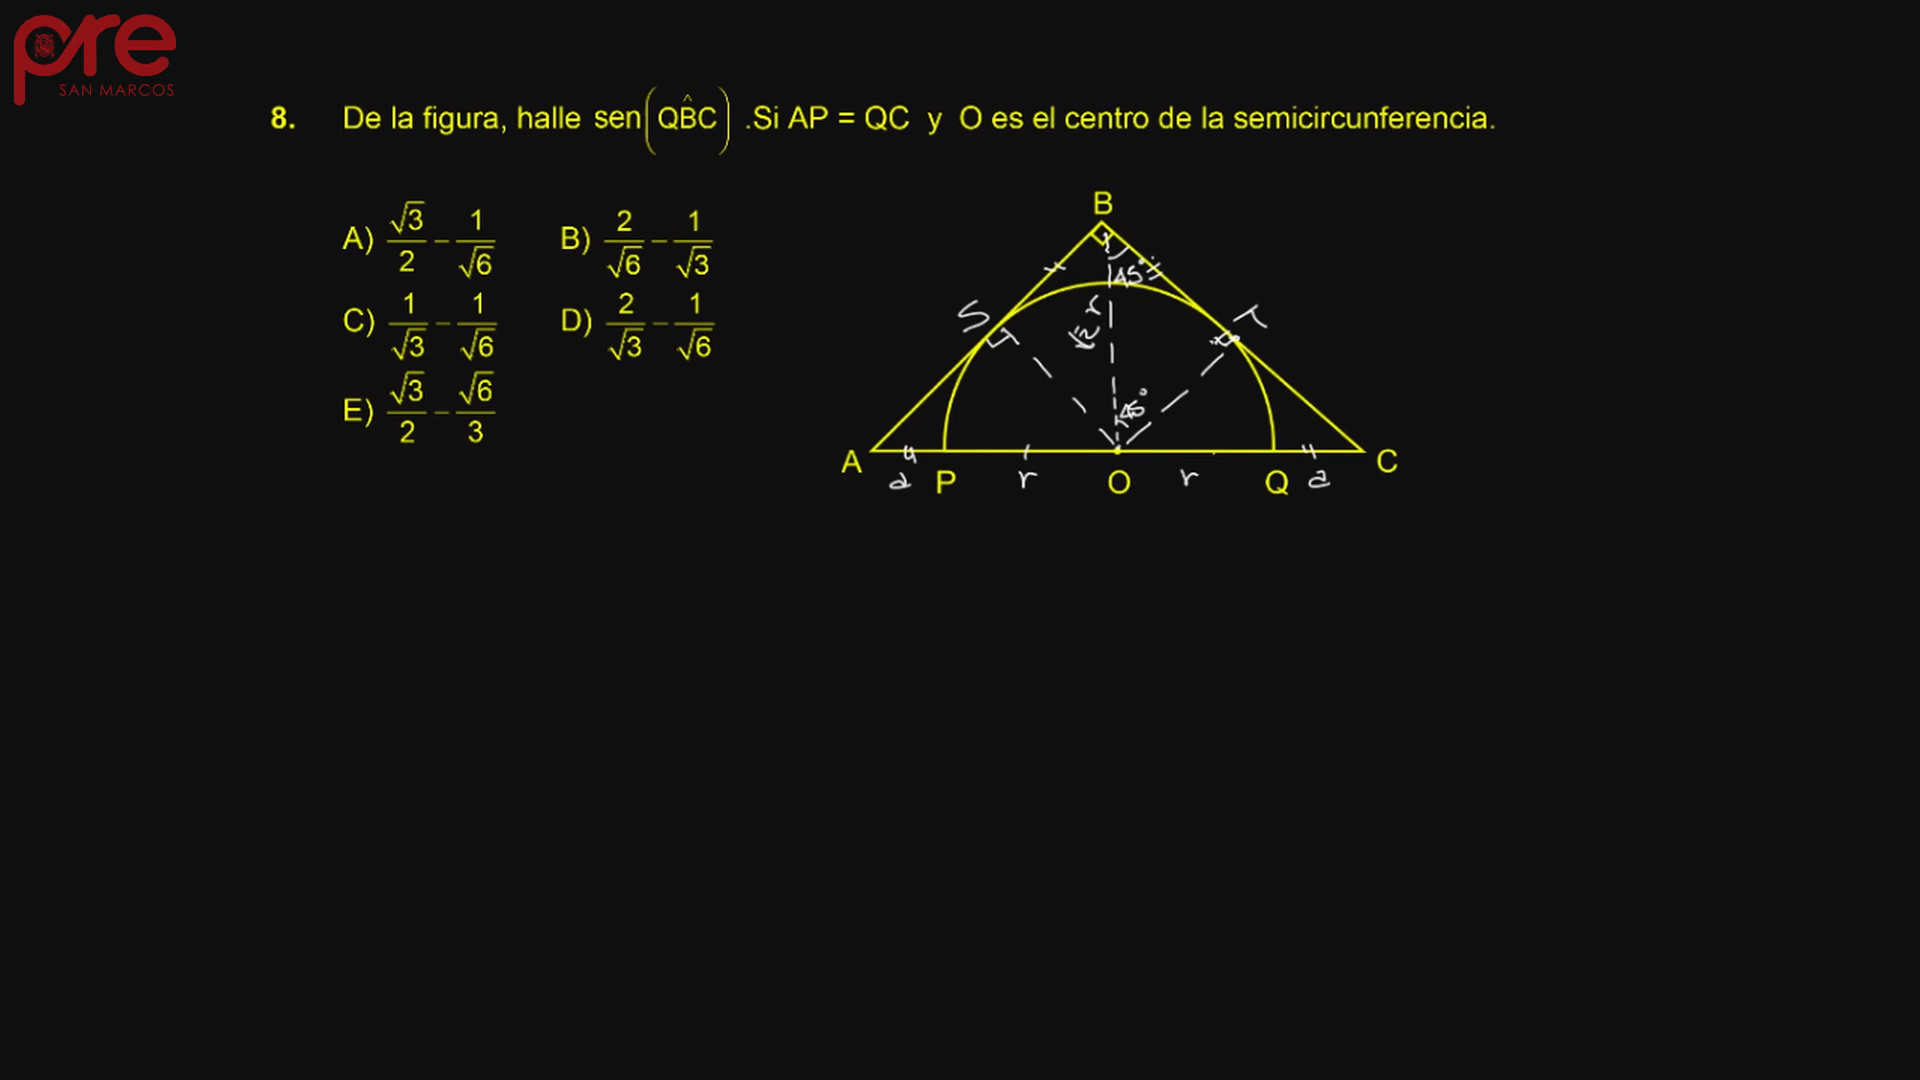 pre
SAN MARCOS
8. De la figura, halle sen(QB̂C) .Si AP = QC y O es el centro de la semicircunferencia.
A) √3/2 − 1/√6 B) 2/√6 − 1/√3
C) 1/√3 − 1/√6 D) 2/√3 − 1/√6
E) √3/2 − √6/3
B
45°
S T
√2 r
45°
A P O Q C
a r r a